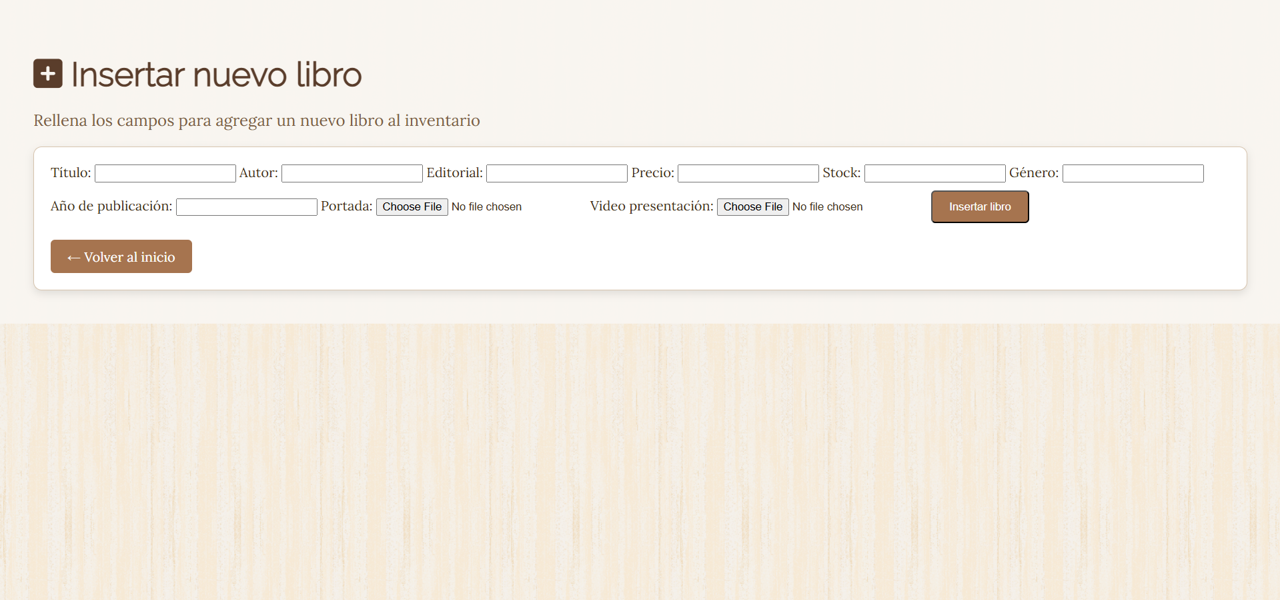 Insertar nuevo libro
Rellena los campos para agregar un nuevo libro al inventario
Título: Autor: Editorial: Precio: Stock: Género:
Año de publicación: Portada: Choose File No file chosen Video presentación: Choose File No file chosen Insertar libro
← Volver al inicio